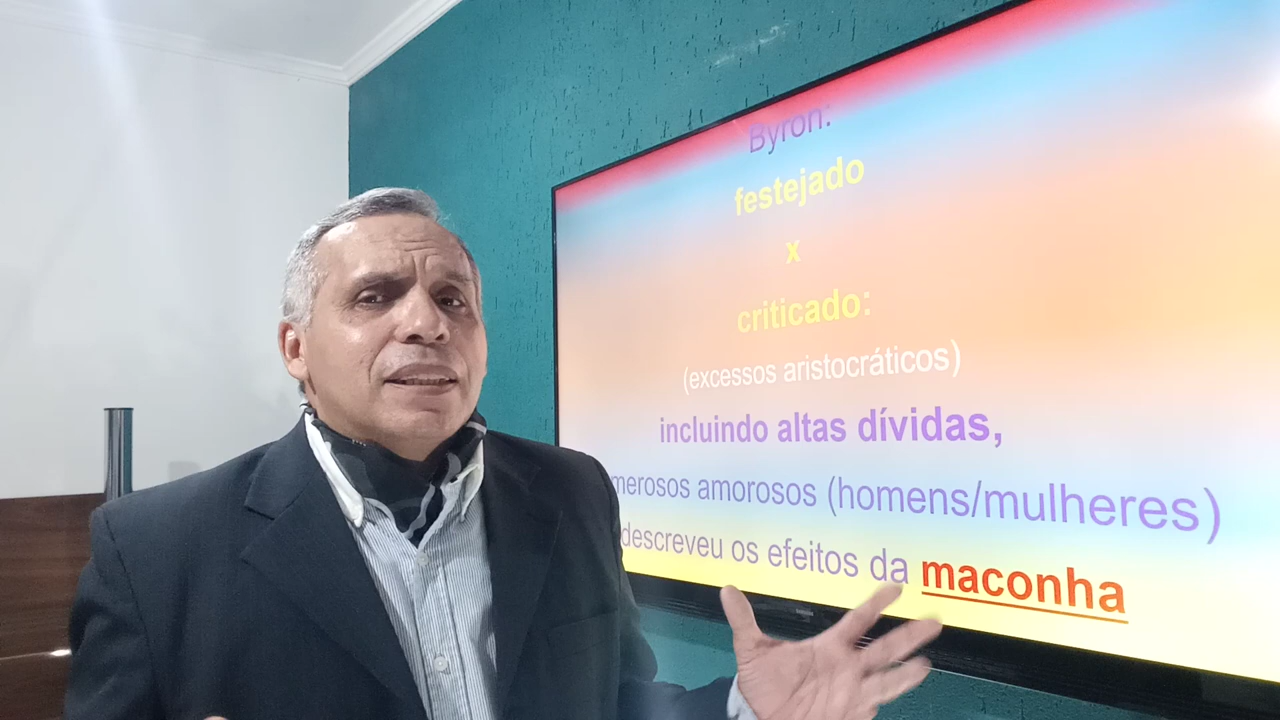 Byron:
festejado
x
criticado:
(excessos aristocráticos)
incluindo altas dívidas,
amorosos (homens/mulheres)
descreveu os efeitos da maconha